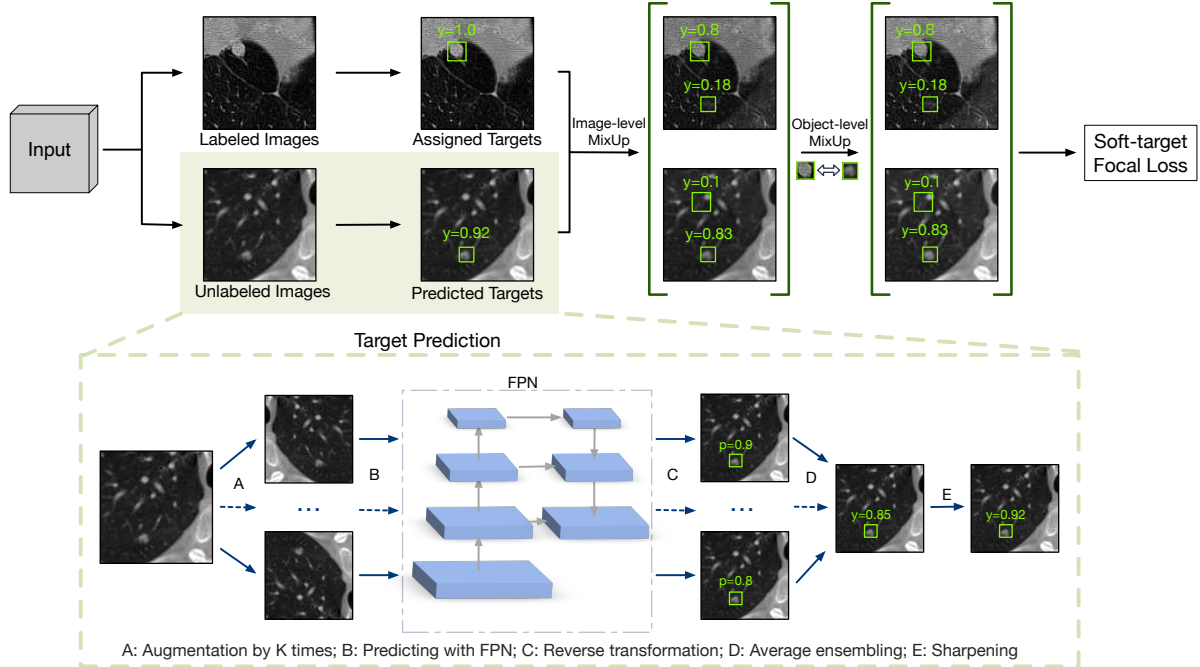 Input
y=1.0
Labeled Images
Assigned Targets
y=0.92
Unlabeled Images
Predicted Targets
Image-level
MixUp
y=0.8
y=0.18
y=0.1
y=0.83
Object-level
MixUp
y=0.8
y=0.18
y=0.1
y=0.83
Soft-target
Focal Loss
Target Prediction
A
...
B
FPN
C
p=0.9
...
p=0.8
D
y=0.85
E
y=0.92
A: Augmentation by K times; B: Predicting with FPN; C: Reverse transformation; D: Average ensembling; E: Sharpening